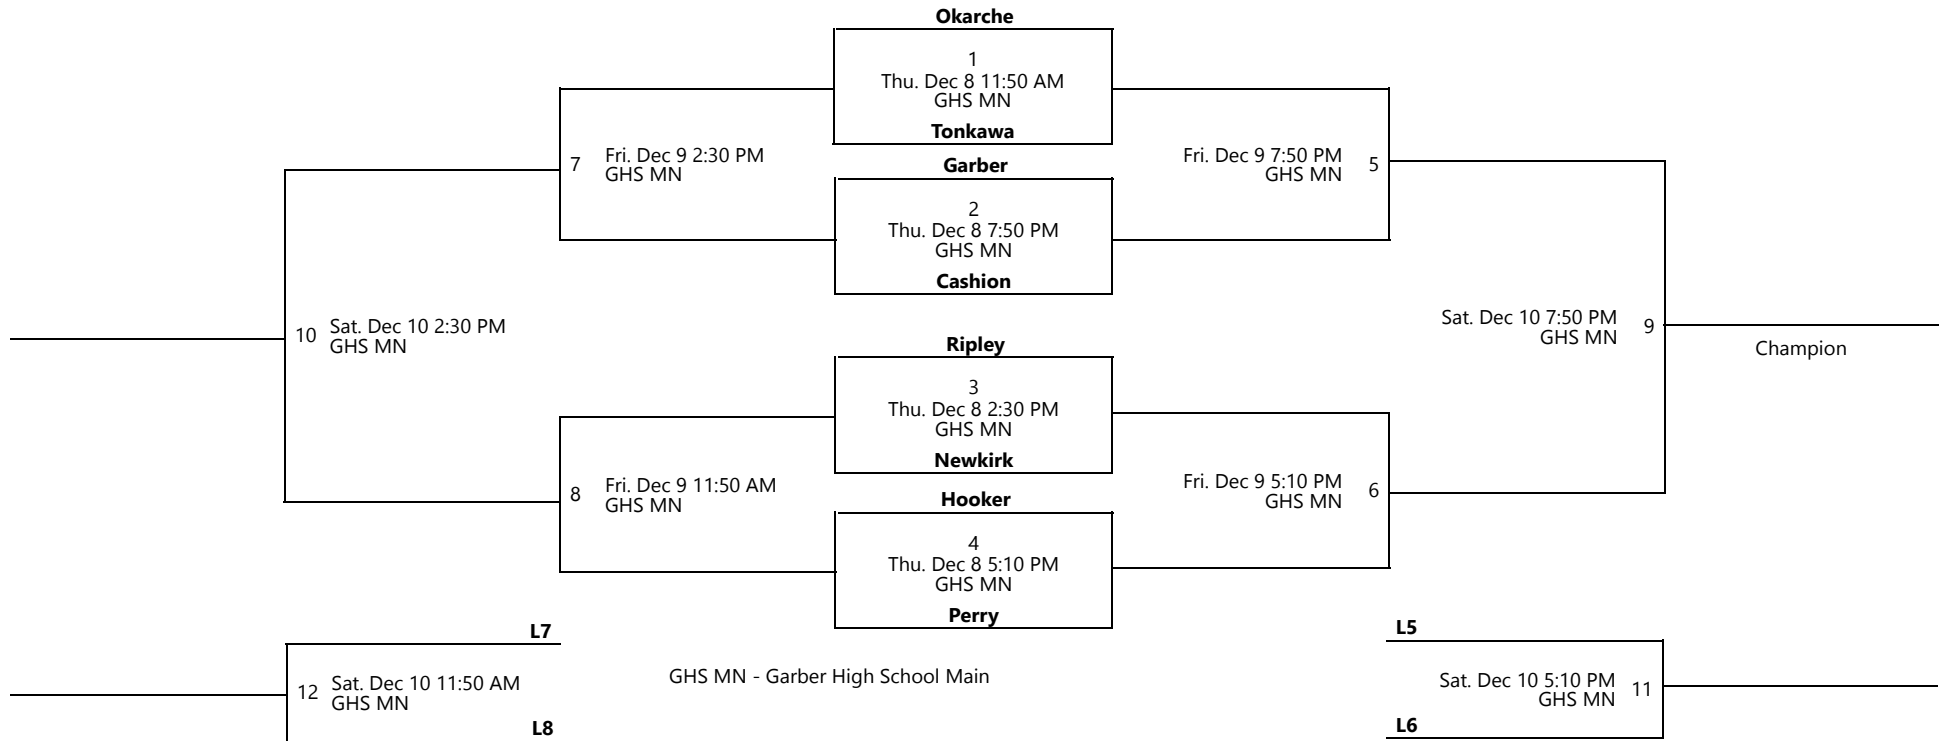 Okarche
1
Thu. Dec 8 11:50 AM
GHS MN
Tonkawa
7
Fri. Dec 9 2:30 PM
GHS MN
Fri. Dec 9 7:50 PM
GHS MN
5
Garber
2
Thu. Dec 8 7:50 PM
GHS MN
Cashion
10
Sat. Dec 10 2:30 PM
GHS MN
Sat. Dec 10 7:50 PM
GHS MN
9
Champion
Ripley
3
Thu. Dec 8 2:30 PM
GHS MN
Newkirk
8
Fri. Dec 9 11:50 AM
GHS MN
Fri. Dec 9 5:10 PM
GHS MN
6
Hooker
4
Thu. Dec 8 5:10 PM
GHS MN
Perry
L7
12
Sat. Dec 10 11:50 AM
GHS MN
L8
GHS MN - Garber High School Main
L5
Sat. Dec 10 5:10 PM
GHS MN
11
L6